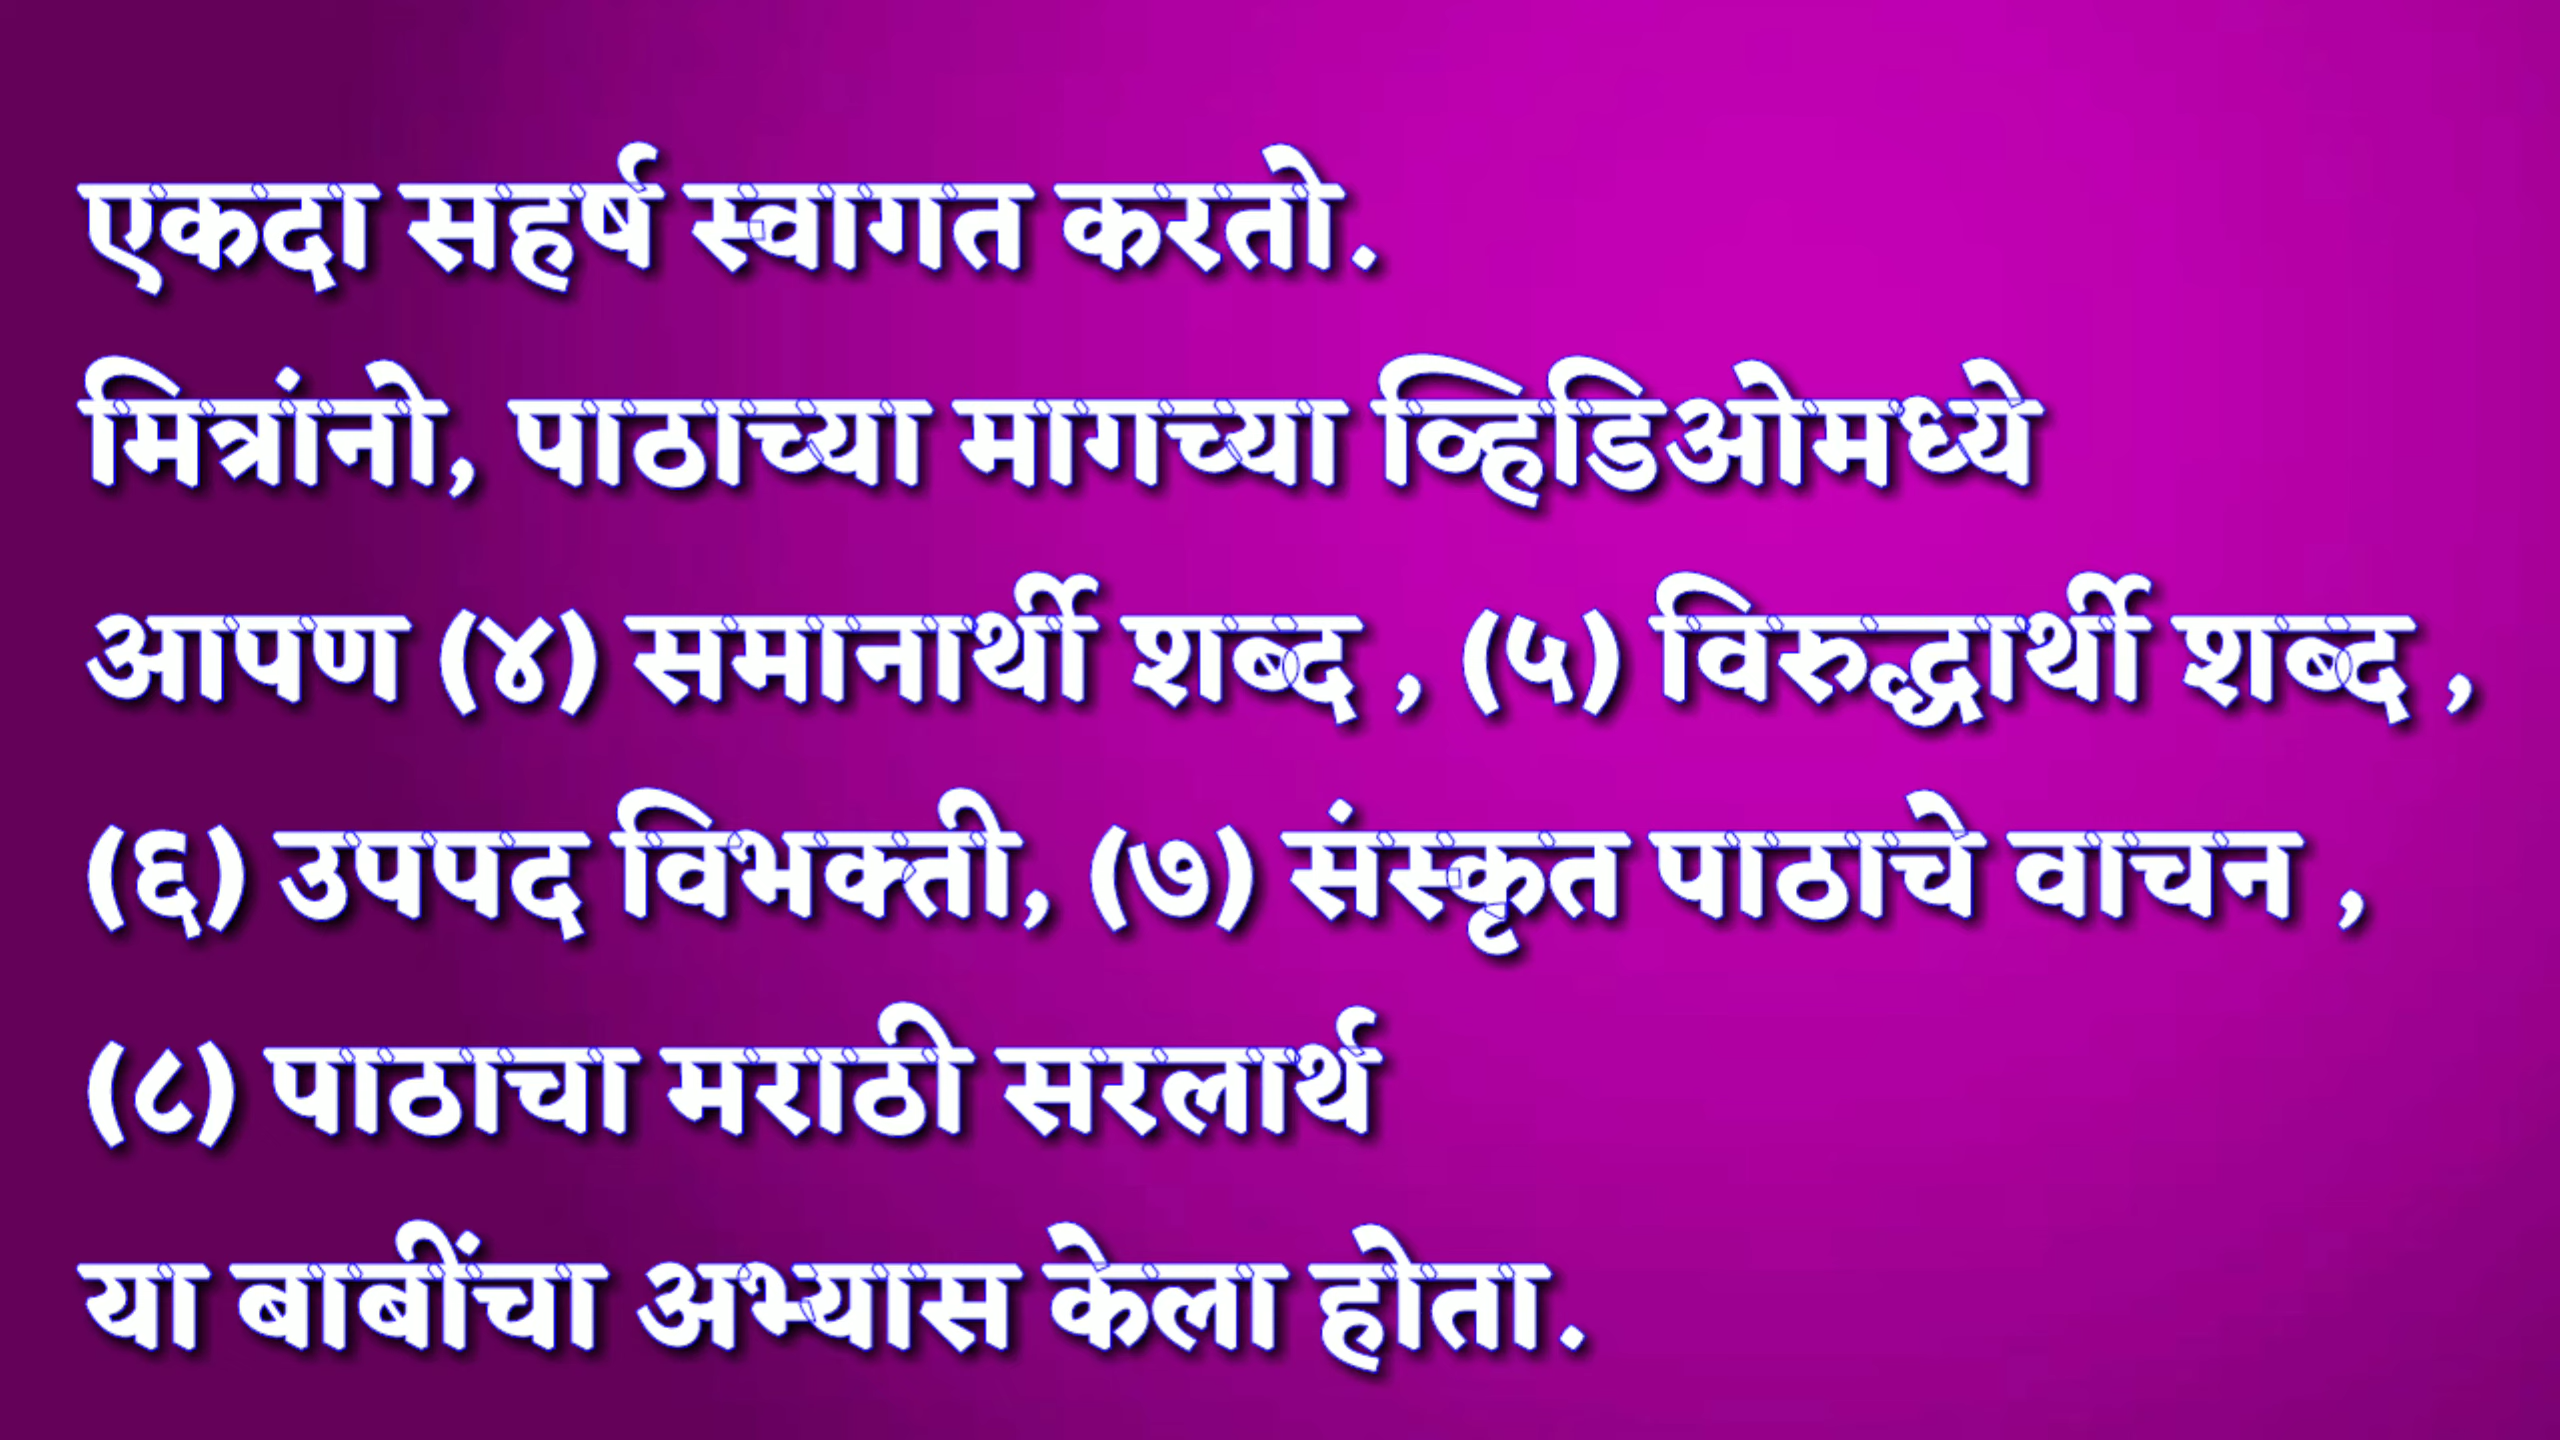 एकदा सहर्ष स्वागत करतो.
मित्रांनो, पाठाच्या मागच्या व्हिडिओमध्ये
आपण (४) समानार्थी शब्द , (५) विरुद्धार्थी शब्द ,
(६) उपपद विभक्ती, (७) संस्कृत पाठाचे वाचन ,
(८) पाठाचा मराठी सरलार्थ
या बाबींचा अभ्यास केला होता.